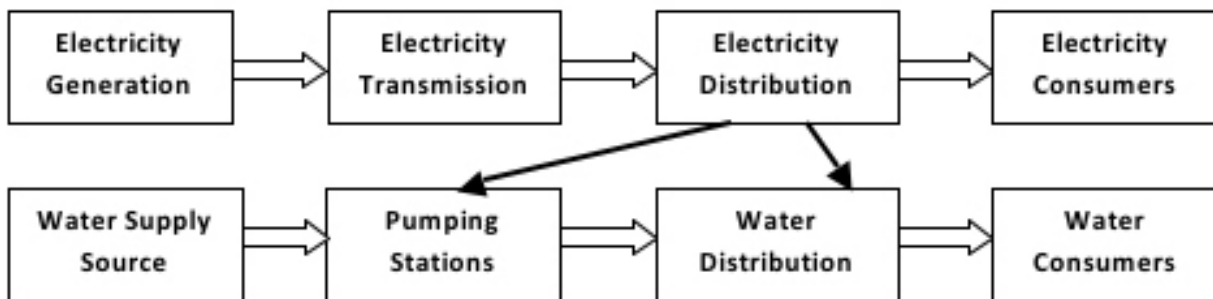 Electricity
Generation
Electricity
Transmission
Electricity
Distribution
Electricity
Consumers
Water Supply
Source
Pumping
Stations
Water
Distribution
Water
Consumers